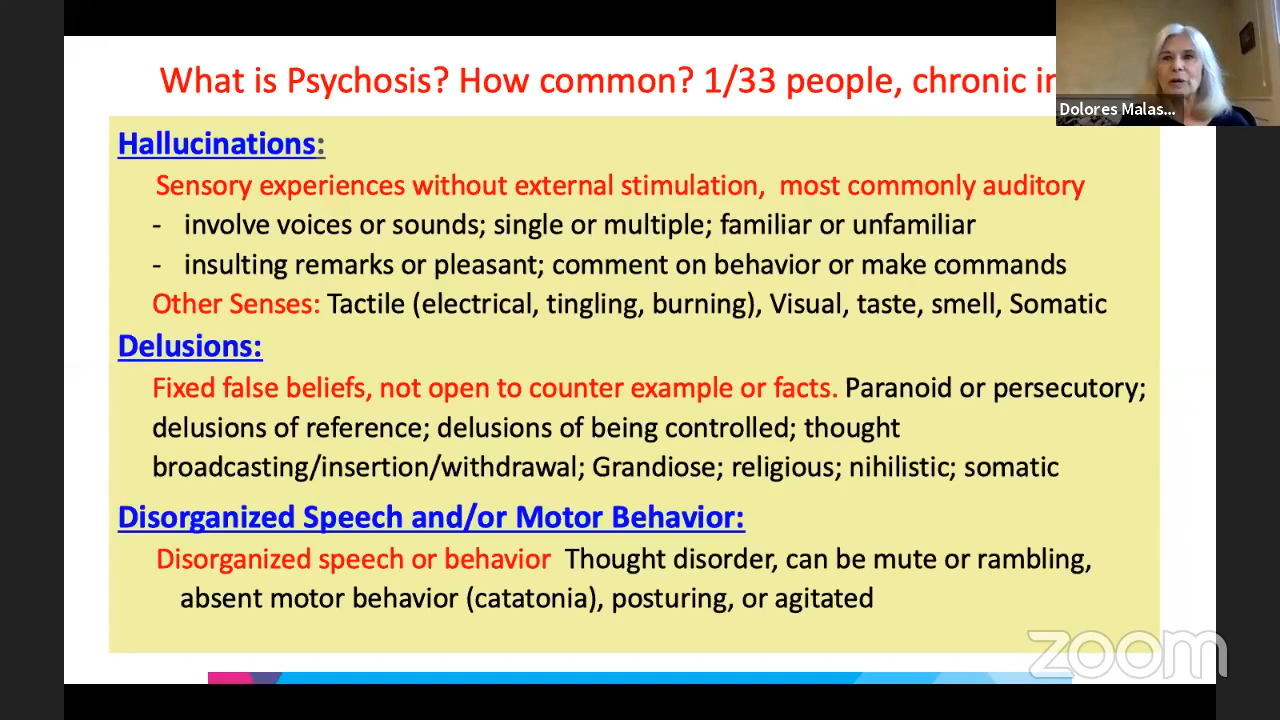 What is Psychosis? How common? 1/33 people, chronic in
Dolores Malas...
Hallucinations:
Sensory experiences without external stimulation, most commonly auditory
- involve voices or sounds; single or multiple; familiar or unfamiliar
- insulting remarks or pleasant; comment on behavior or make commands
Other Senses: Tactile (electrical, tingling, burning), Visual, taste, smell, Somatic
Delusions:
Fixed false beliefs, not open to counter example or facts. Paranoid or persecutory;
delusions of reference; delusions of being controlled; thought
broadcasting/insertion/withdrawal; Grandiose; religious; nihilistic; somatic
Disorganized Speech and/or Motor Behavior:
Disorganized speech or behavior Thought disorder, can be mute or rambling,
absent motor behavior (catatonia), posturing, or agitated
zoom